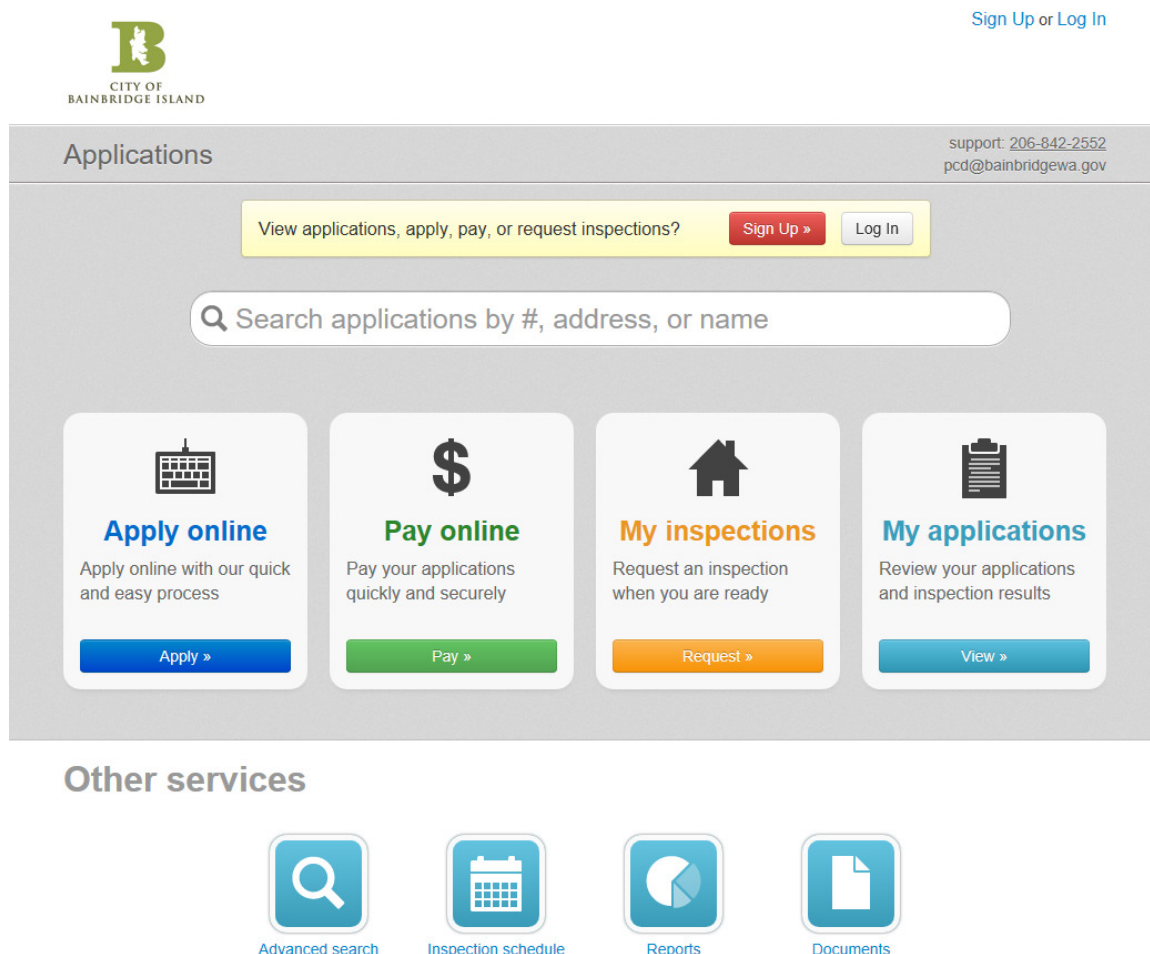 Sign Up or Log In
B
CITY OF
BAINBRIDGE ISLAND
Applications
support: 206-842-2552
pcd@bainbridgewa.gov
View applications, apply, pay, or request inspections?
Sign Up »
Log In
Search applications by #, address, or name
$
Apply online
Apply online with our quick
and easy process
Apply »
Pay online
Pay your applications
quickly and securely
Pay »
My inspections
Request an inspection
when you are ready
Request »
My applications
Review your applications
and inspection results
View »
Other services
Advanced search
Inspection schedule
Reports
Documents